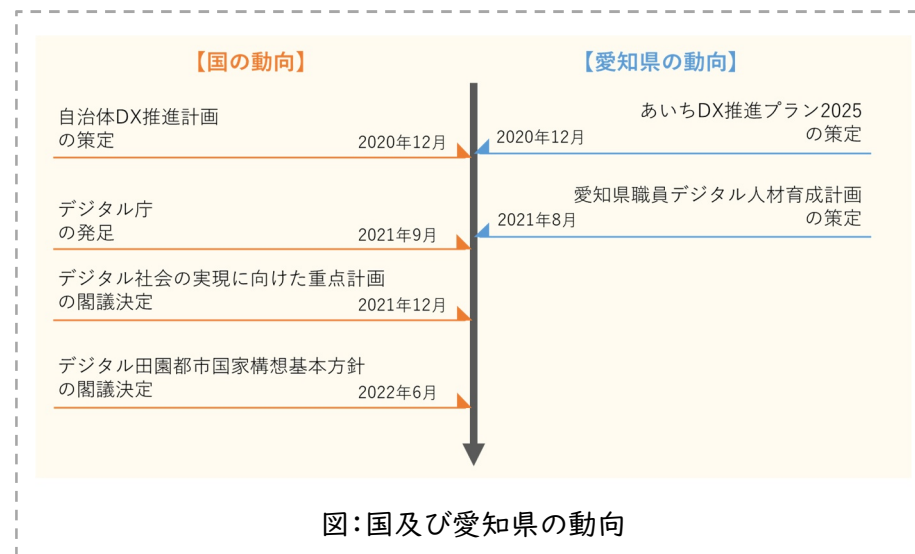 【国の動向】
【愛知県の動向】
自治体DX推進計画
の策定
2020年12月
あいちDX推進プラン2025
の策定
2020年12月
愛知県職員デジタル人材育成計画
の策定
2021年8月
デジタル庁
の発足
2021年9月
デジタル社会の実現に向けた重点計画
の閣議決定
2021年12月
デジタル田園都市国家構想基本方針
の閣議決定
2022年6月
図:国及び愛知県の動向